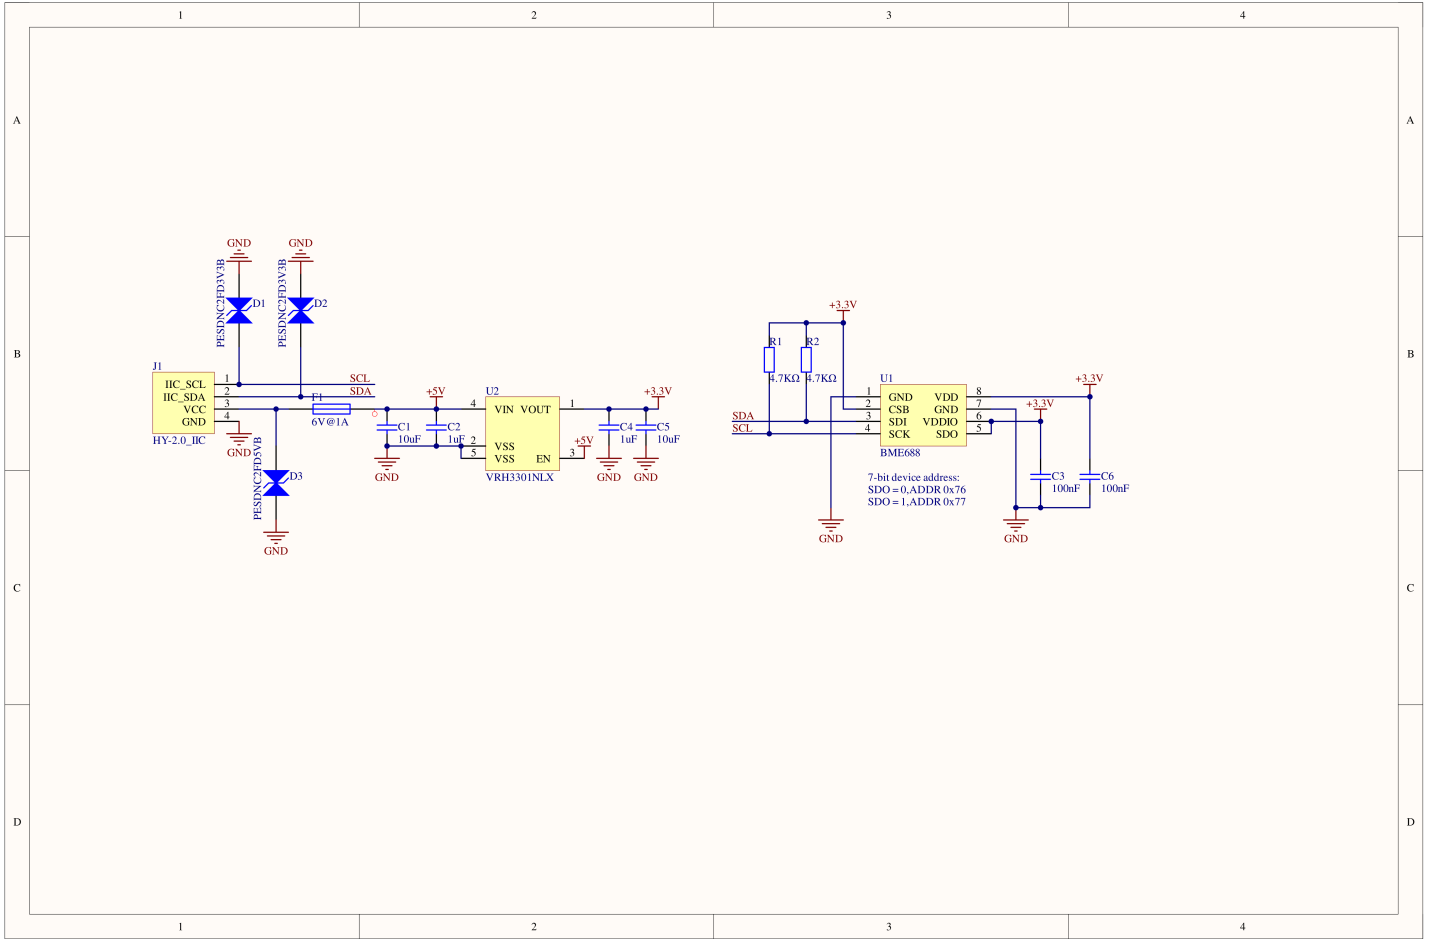 1 2 3 4
A A
GND GND
PESDNC2FD3V3B D1 PESDNC2FD3V3B D2
+3.3V
R1 R2
4.7KΩ 4.7KΩ
B B
J1
IIC_SCL 1 SCL
IIC_SDA 2 SDA
VCC 3 F1
GND 4 6V@1A
HY-2.0_IIC
GND
PESDNC2FD5VB D3
GND
+5V
C1 C2
10uF 1uF
GND
U2
4 VIN VOUT 1
2 VSS
5 VSS EN 3
VRH3301NLX
+5V
+3.3V
C4 C5
1uF 10uF
GND GND
SDA
SCL
U1
1 GND VDD 8
2 CSB GND 7
3 SDI VDDIO 6
4 SCK SDO 5
BME688
+3.3V
+3.3V
7-bit device address:
SDO = 0,ADDR 0x76
SDO = 1,ADDR 0x77
C3 C6
100nF 100nF
GND GND
C C
D D
1 2 3 4